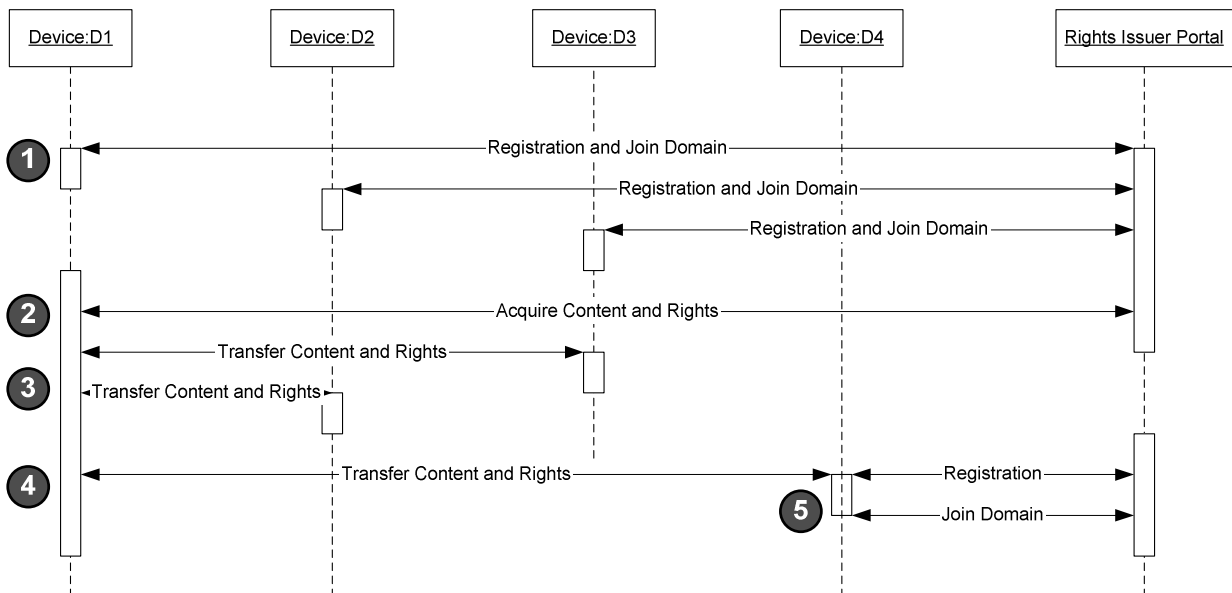 Device:D1
Device:D2
Device:D3
Device:D4
Rights Issuer Portal
1
Registration and Join Domain
Registration and Join Domain
Registration and Join Domain
2
Acquire Content and Rights
Transfer Content and Rights
3
Transfer Content and Rights
4
Transfer Content and Rights
Registration
5
Join Domain